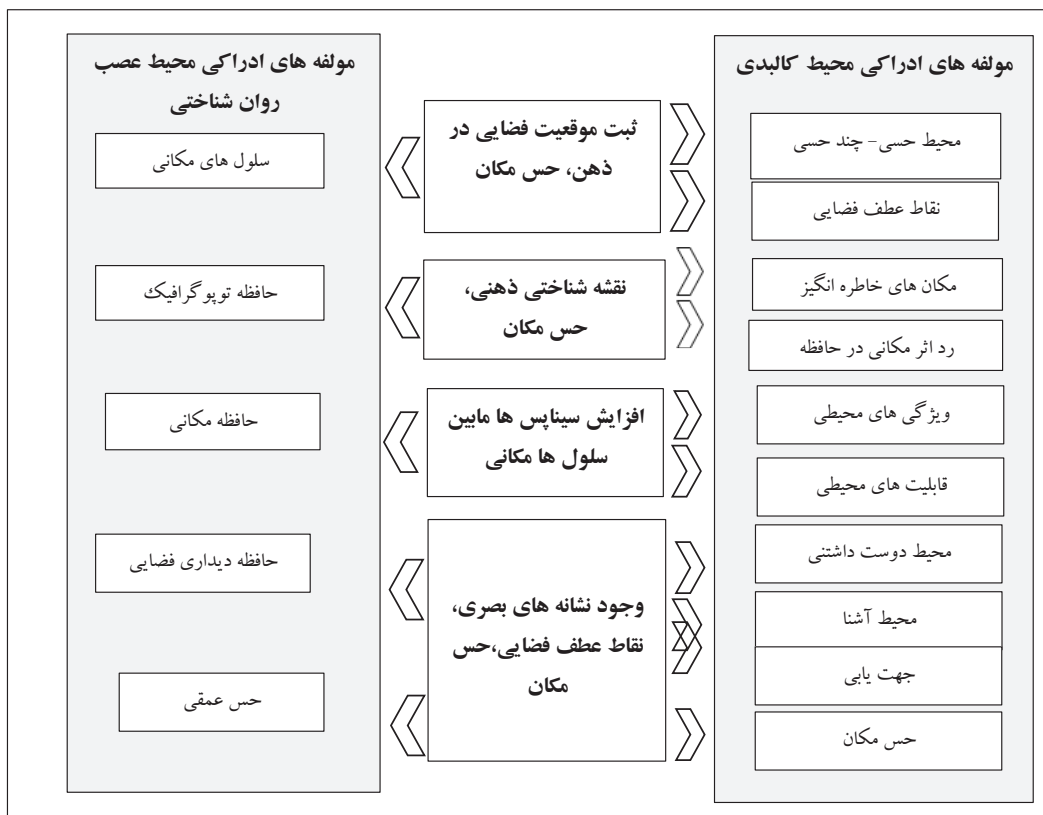 مولفه های ادراکی محیط کالبدی
محیط حسی- چند حسی
نقاط عطف فضایی
مکان های خاطره انگیز
رد اثر مکانی در حافظه
ویژگی های محیطی
قابلیت های محیطی
محیط دوست داشتنی
محیط آشنا
جهت یابی
حس مکان
ثبت موقعیت فضایی در
ذهن، حس مکان
نقشه شناختی ذهنی،
حس مکان
افزایش سیناپس ها مابین
سلول ها مکانی
وجود نشانه های بصری،
نقاط عطف فضایی،حس
مکان
مولفه های ادراکی محیط عصب
روان شناختی
سلول های مکانی
حافظه توپوگرافیک
حافظه مکانی
حافظه دیداری فضایی
حس عمقی